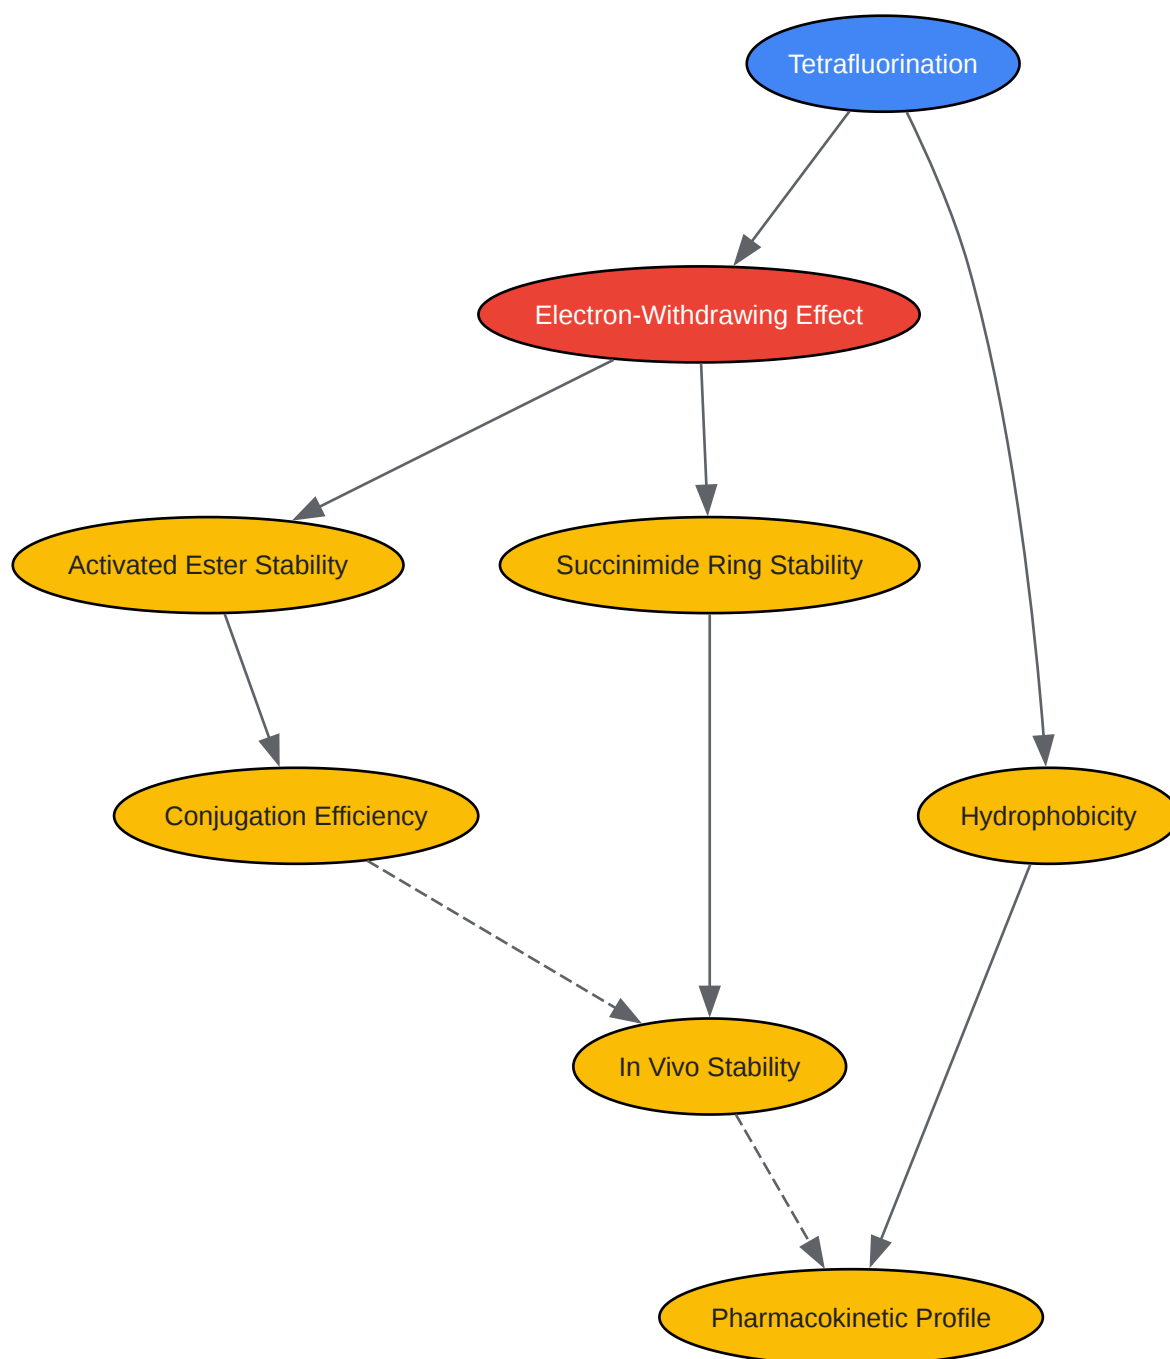 Tetrafluorination
Electron-Withdrawing Effect
Activated Ester Stability
Succinimide Ring Stability
Conjugation Efficiency
Hydrophobicity
In Vivo Stability
Pharmacokinetic Profile